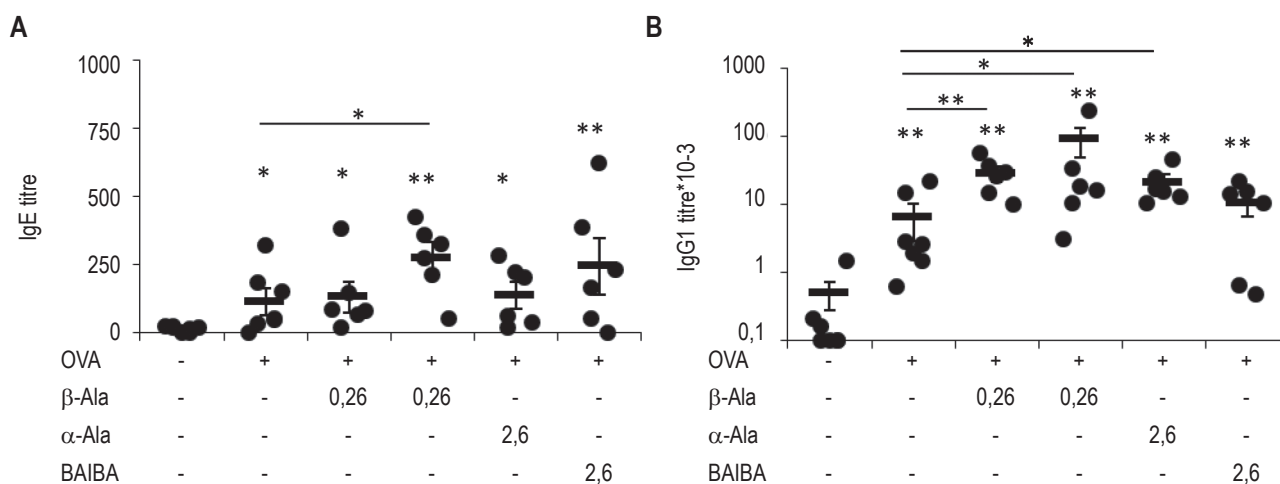 A
IgE titre
1000
750
500
250
0
*
*
*
**
*
**
OVA - + + + + +
β-Ala - - 0,26 0,26 - -
α-Ala - - - - 2,6 -
BAIBA - - - - - 2,6
B
IgG1 titre*10-3
1000
100
10
1
0,1
*
*
**
**
**
**
**
**
OVA - + + + + +
β-Ala - - 0,26 0,26 - -
α-Ala - - - - 2,6 -
BAIBA - - - - - 2,6